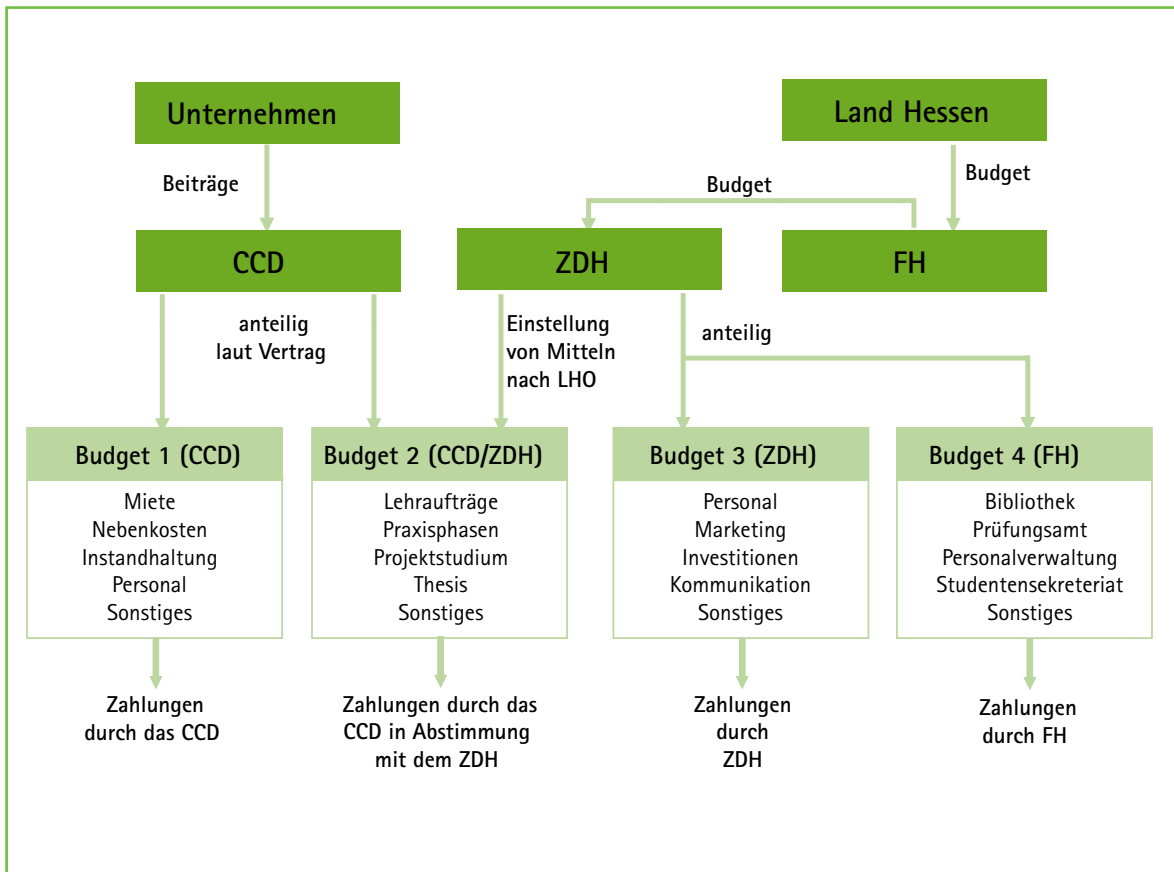 Unternehmen
Land Hessen
Beiträge
Budget
Budget
CCD
ZDH
FH
anteilig
laut Vertrag
Einstellung
von Mitteln
nach LHO
anteilig
Budget 1 (CCD)
Miete
Nebenkosten
Instandhaltung
Personal
Sonstiges
Zahlungen
durch das CCD
Budget 2 (CCD/ZDH)
Lehraufträge
Praxisphasen
Projektstudium
Thesis
Sonstiges
Zahlungen durch das
CCD in Abstimmung
mit dem ZDH
Budget 3 (ZDH)
Personal
Marketing
Investitionen
Kommunikation
Sonstiges
Zahlungen
durch
ZDH
Budget 4 (FH)
Bibliothek
Prüfungsamt
Personalverwaltung
Studentensekreteriat
Sonstiges
Zahlungen
durch FH